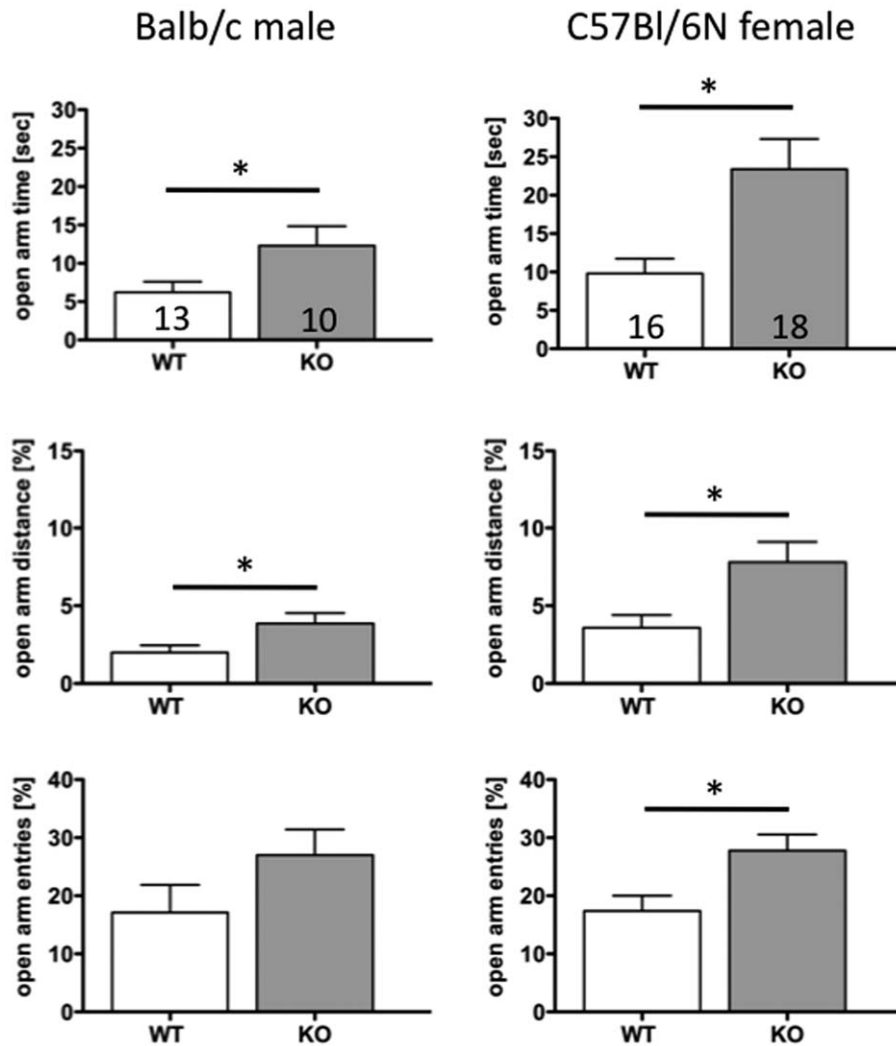 Balb/c male
C57Bl/6N female
open arm time [sec]
30
25
20
15
10
5
0
*
13
10
WT
KO
open arm time [sec]
30
25
20
15
10
5
0
*
16
18
WT
KO
open arm distance [%]
15
10
5
0
*
WT
KO
open arm distance [%]
15
10
5
0
*
WT
KO
open arm entries [%]
40
30
20
10
0
WT
KO
open arm entries [%]
40
30
20
10
0
*
WT
KO